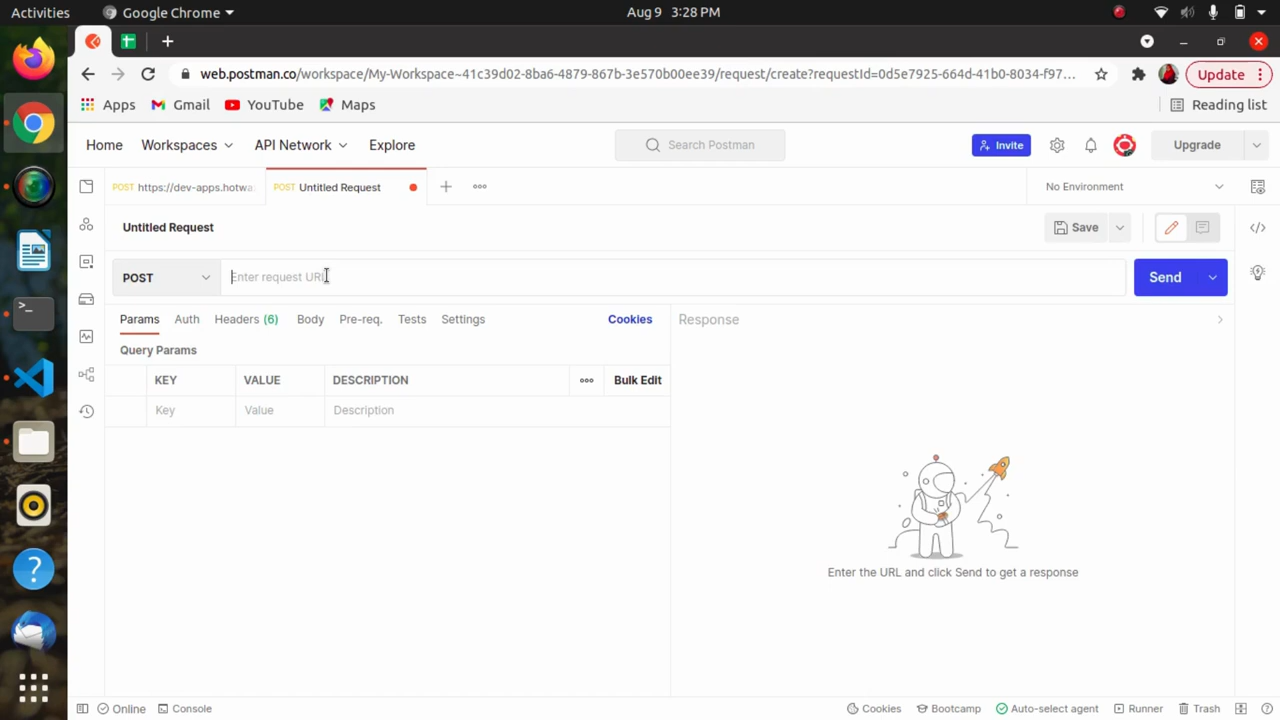 Activities
Google Chrome
Aug 9 3:28 PM
web.postman.co/workspace/My-Workspace~41c39d02-8ba6-4879-867b-3e570b00ee39/request/create?requestId=0d5e7925-664d-41b0-8034-f97...
Update
Apps
Gmail
YouTube
Maps
Reading list
Home
Workspaces
API Network
Explore
Search Postman
Invite
Upgrade
POST https://dev-apps.hotwa
POST Untitled Request
No Environment
Untitled Request
Save
POST
Enter request URL
Send
Params
Auth
Headers (6)
Body
Pre-req.
Tests
Settings
Cookies
Response
Query Params
KEY
VALUE
DESCRIPTION
Bulk Edit
Key
Value
Description
Enter the URL and click Send to get a response
Online
Console
Cookies
Bootcamp
Auto-select agent
Runner
Trash